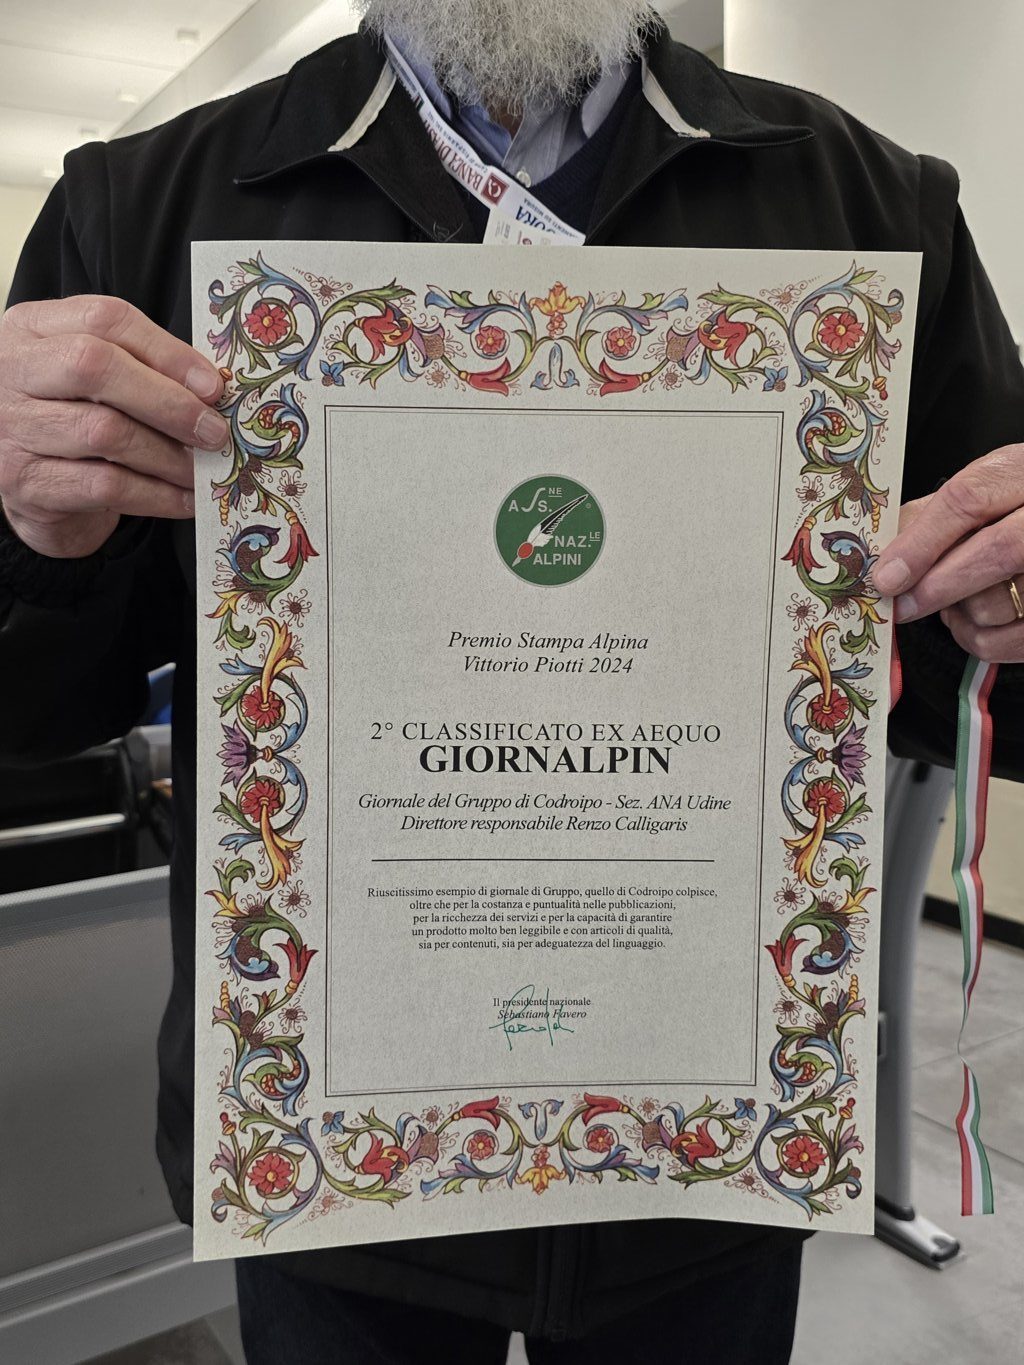 BANCA DI ASTI
A S.NE
NAZ.LE
ALPINI
Premio Stampa Alpina
Vittorio Piotti 2024
2° CLASSIFICATO EX AEQUO
GIORNALPIN
Giornale del Gruppo di Codroipo - Sez. ANA Udine
Direttore responsabile Renzo Calligaris
Riuscitissimo esempio di giornale di Gruppo, quello di Codroipo colpisce,
oltre che per la costanza e puntualità nelle pubblicazioni,
per la ricchezza dei servizi e per la capacità di garantire
un prodotto molto ben leggibile e con articoli di qualità,
sia per contenuti, sia per adeguatezza del linguaggio.
Il presidente nazionale
Sebastiano Favero